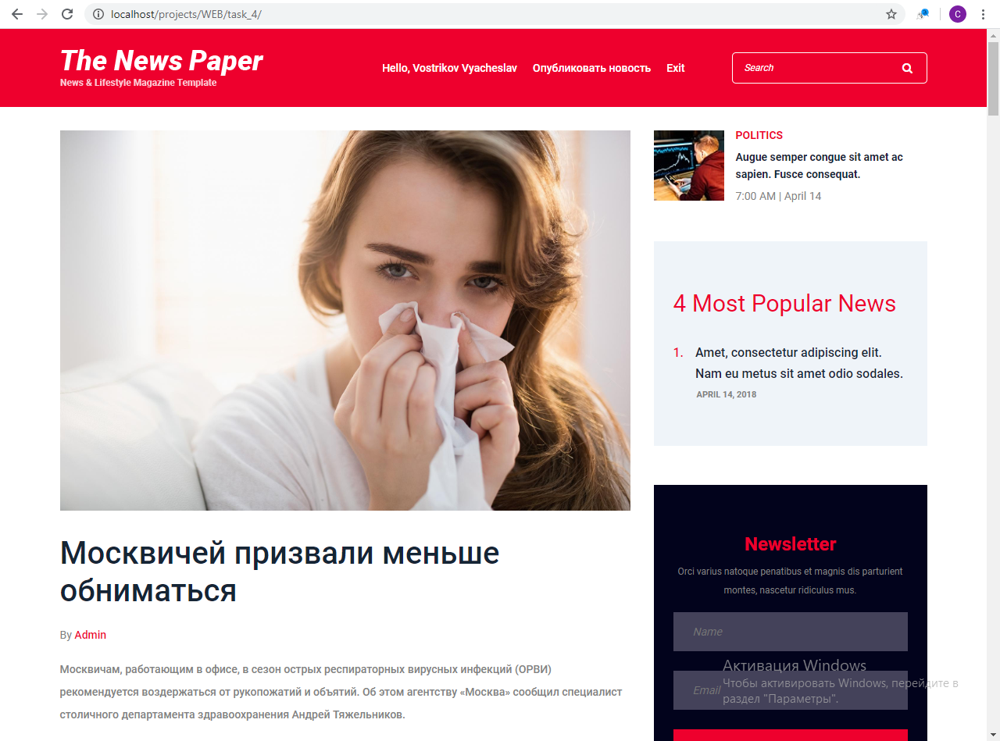 localhost/projects/WEB/task_4/
C
The News Paper
News & Lifestyle Magazine Template
Hello, Vostrikov Vyacheslav
Опубликовать новость
Exit
Search
POLITICS
Augue semper congue sit amet ac
sapien. Fusce consequat.
7:00 AM | April 14
4 Most Popular News
1. Amet, consectetur adipiscing elit.
Nam eu metus sit amet odio sodales.
APRIL 14, 2018
Москвичей призвали меньше
обниматься
By Admin
Москвичам, работающим в офисе, в сезон острых респираторных вирусных инфекций (ОРВИ)
рекомендуется воздержаться от рукопожатий и объятий. Об этом агентству «Москва» сообщил специалист
столичного департамента здравоохранения Андрей Тяжельников.
Newsletter
Orci varius natoque penatibus et magnis dis parturient
montes, nascetur ridiculus mus.
Name
Email
Активация Windows
Чтобы активировать Windows, перейдите в
раздел "Параметры".